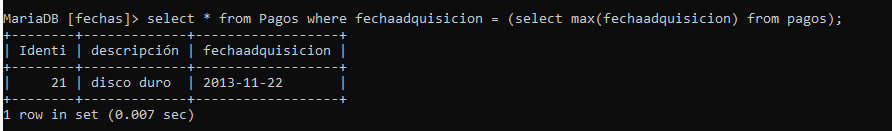 MariaDB [fechas]> select * from Pagos where fechaadquisicion = (select max(fechaadquisicion) from pagos);
+--------+-------------+------------------+
| Identi | descripción | fechaadquisicion |
+--------+-------------+------------------+
|     21 | disco duro  | 2013-11-22       |
+--------+-------------+------------------+
1 row in set (0.007 sec)